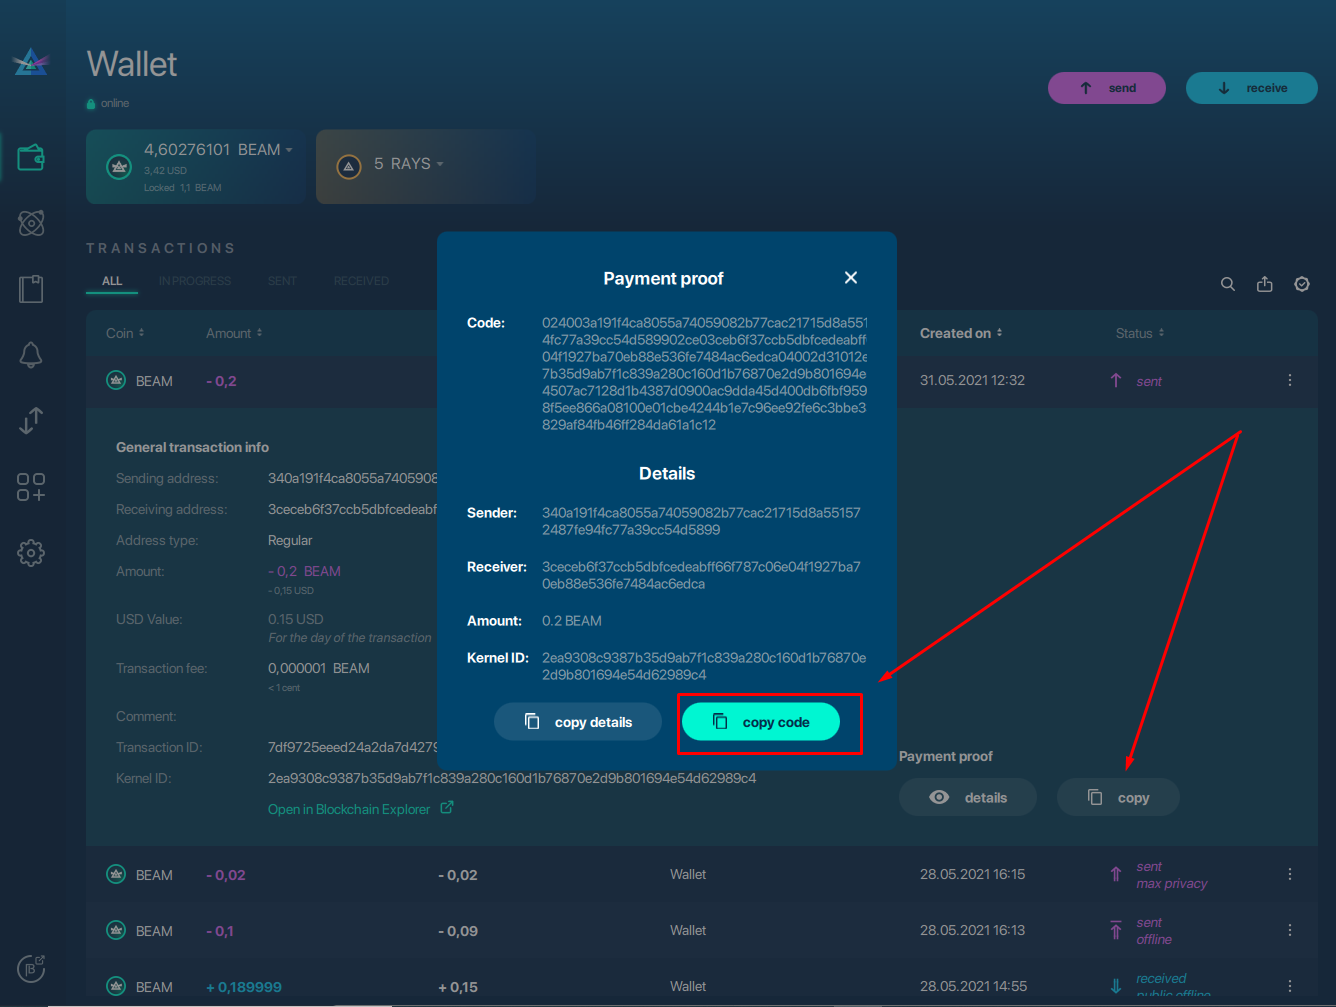 Wallet
online
send
receive
4,60276101 BEAM
3,42 USD
Locked 1,1 BEAM
5 RAYS
TRANSACTIONS
ALL
IN PROGRESS
SENT
RECEIVED
Coin
Amount
Created on
Status
BEAM
- 0,2
31.05.2021 12:32
sent
General transaction info
Sending address:
340a191f4ca8055a7405908
Receiving address:
3ceceb6f37ccb5dbfcedeabf
Address type:
Regular
Amount:
- 0,2 BEAM
- 0,15 USD
USD Value:
0.15 USD
For the day of the transaction
Transaction fee:
0,000001 BEAM
< 1 cent
Comment:
Transaction ID:
7df9725eeed24a2da7d4279
Kernel ID:
2ea9308c9387b35d9ab7f1c839a280c160d1b76870e2d9b801694e54d62989c4
Open in Blockchain Explorer
Payment proof
details
copy
Payment proof
Code:
024003a191f4ca8055a74059082b77cac21715d8a551
4fc77a39cc54d589902ce03ceb6f37ccb5dbfcedeabff
04f1927ba70eb88e536fe7484ac6edca04002d31012e
7b35d9ab7f1c839a280c160d1b76870e2d9b801694e
4507ac7128d1b4387d0900ac9dda45d400db6fbf959
8f5ee866a08100e01cbe4244b1e7c96ee92fe6c3bbe3
829af84fb46ff284da61a1c12
Details
Sender:
340a191f4ca8055a74059082b77cac21715d8a55157
2487fe94fc77a39cc54d5899
Receiver:
3ceceb6f37ccb5dbfcedeabff66f787c06e04f1927ba7
0eb88e536fe7484ac6edca
Amount:
0.2 BEAM
Kernel ID:
2ea9308c9387b35d9ab7f1c839a280c160d1b76870e
2d9b801694e54d62989c4
copy details
copy code
BEAM
- 0,02
- 0,02
Wallet
28.05.2021 16:15
sent
max privacy
BEAM
- 0,1
- 0,09
Wallet
28.05.2021 16:13
sent
offline
BEAM
+ 0,189999
+ 0,15
Wallet
28.05.2021 14:55
received
public offline